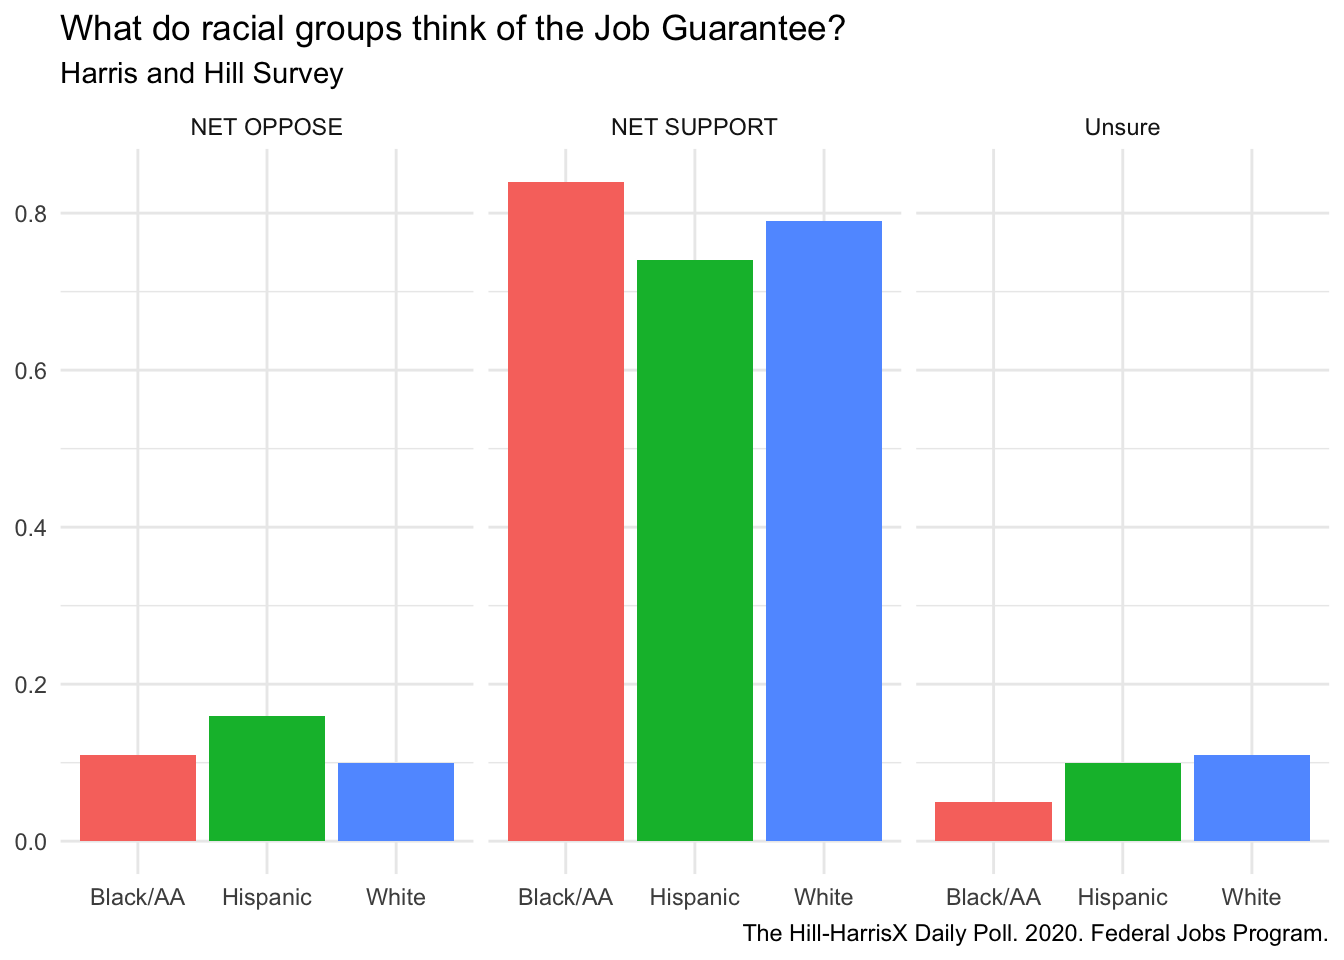 What do racial groups think of the Job Guarantee?
Harris and Hill Survey
NET OPPOSE
NET SUPPORT
Unsure
0.8
0.6
0.4
0.2
0.0
Black/AA Hispanic White
Black/AA Hispanic White
Black/AA Hispanic White
The Hill-HarrisX Daily Poll. 2020. Federal Jobs Program.